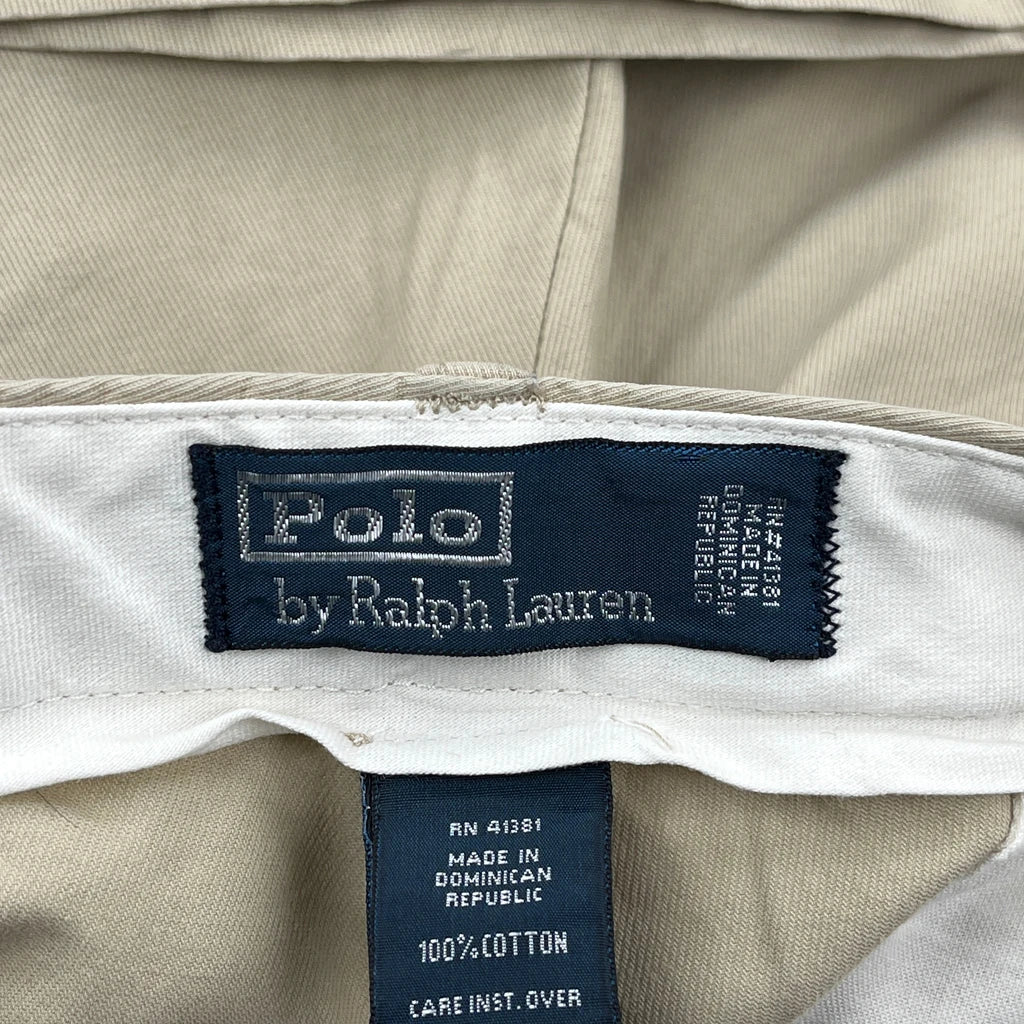 Polo
by Ralph Lauren
RN#41381
MADE IN
DOMINICAN
REPUBLIC
RN 41381
MADE IN
DOMINICAN
REPUBLIC
100% COTTON
CARE INST. OVER